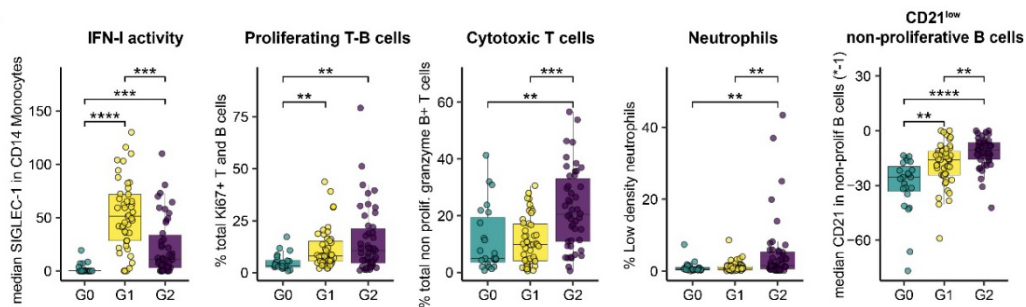 IFN-I activity
median SIGLEC-1 in CD14 Monocytes
150
100
50
0
***
***
****
G0 G1 G2
Proliferating T-B cells
% total Ki67+ T and B cells
75
50
25
0
**
**
G0 G1 G2
Cytotoxic T cells
% total non prolif. granzyme B+ T cells
60
40
20
0
***
**
G0 G1 G2
Neutrophils
% Low density neutrophils
40
20
0
**
**
G0 G1 G2
CD21low
non-proliferative B cells
median CD21 in non-prolif B cells (*-1)
30
0
−30
−60
**
****
**
G0 G1 G2